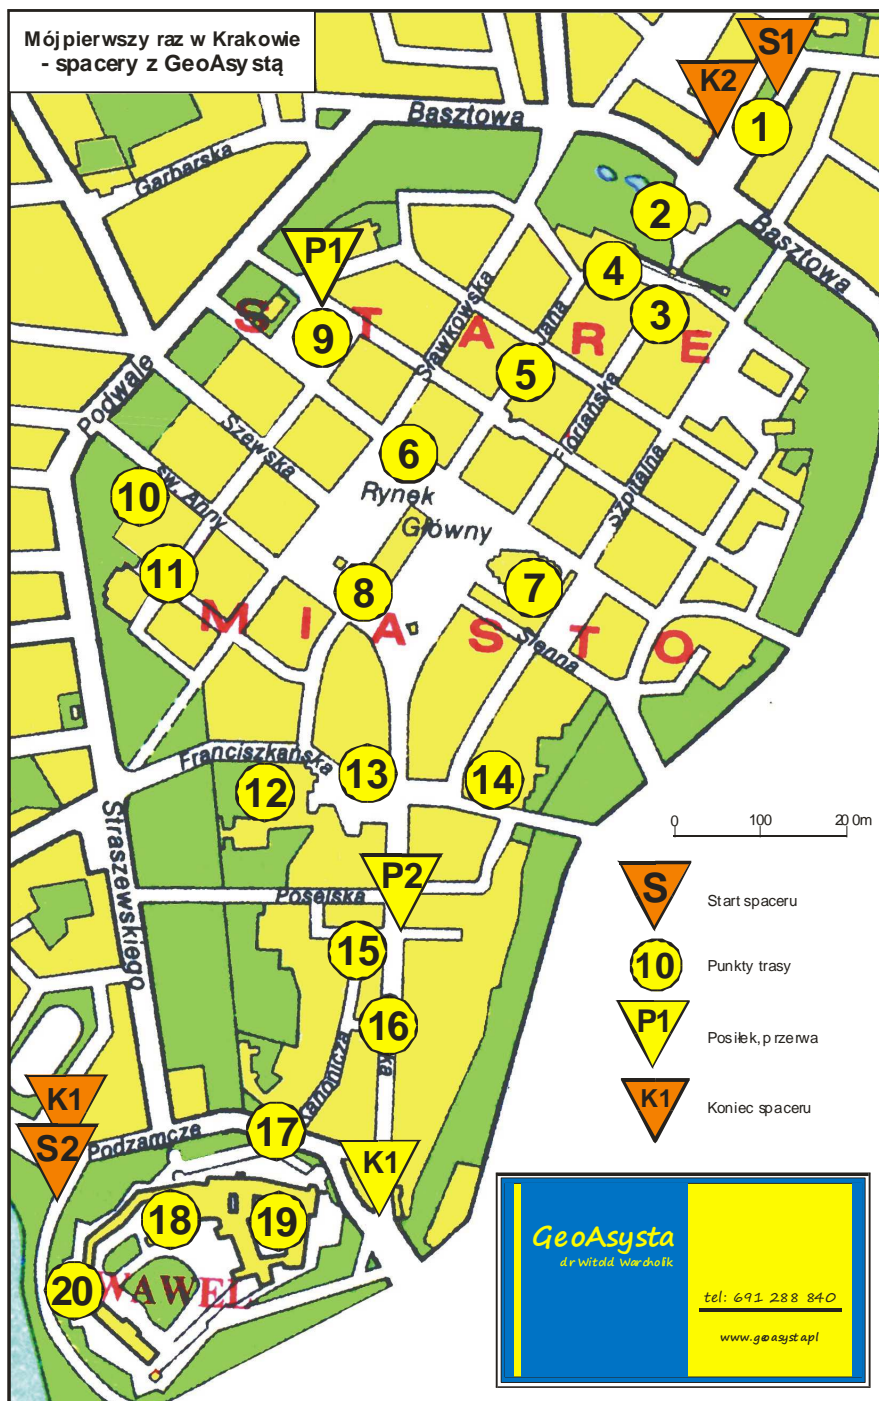 Mój pierwszy raz w Krakowie
- spacery z GeoAsystą
S1
K2
1
Basztowa
Garbarska
2
Basztowa
P1
4
3
S T A R E
9
Sławkowska
Jana
5
Floriańska
Podwale
Szewska
6
Rynek
Główny
Szpitalna
10
św. Anny
11
8
7
M I A S T O
Sienna
Franciszkańska
12
13
14
0 100 200m
Straszewskiego
P2
Poselska
S
Start spaceru
15
10
Punkty trasy
16
ka
P1
Posiłek, przerwa
Kanonicza
K1
Koniec spaceru
K1
S2
Podzamcze
17
K1
18
19
20
WAWEL
GeoAsysta
dr Witold Warcholik
tel: 691 288 840
www.geoasysta.pl